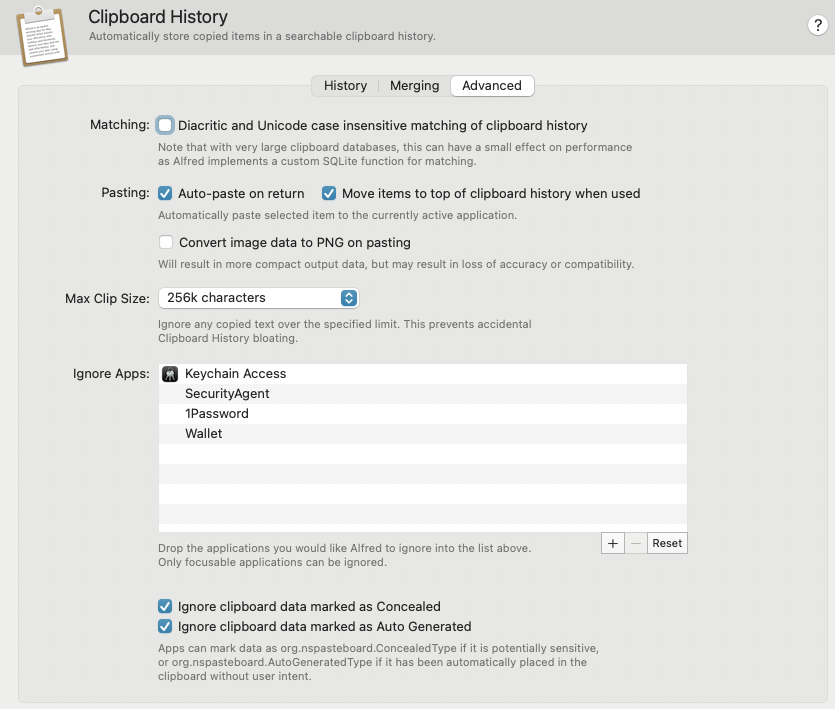 Clipboard History
Automatically store copied items in a searchable clipboard history.
?
History Merging Advanced
Matching: Diacritic and Unicode case insensitive matching of clipboard history
Note that with very large clipboard databases, this can have a small effect on performance
as Alfred implements a custom SQLite function for matching.
Pasting: Auto-paste on return Move items to top of clipboard history when used
Automatically paste selected item to the currently active application.
Convert image data to PNG on pasting
Will result in more compact output data, but may result in loss of accuracy or compatibility.
Max Clip Size: 256k characters
Ignore any copied text over the specified limit. This prevents accidental
Clipboard History bloating.
Ignore Apps: Keychain Access
SecurityAgent
1Password
Wallet
+ − Reset
Drop the applications you would like Alfred to ignore into the list above.
Only focusable applications can be ignored.
Ignore clipboard data marked as Concealed
Ignore clipboard data marked as Auto Generated
Apps can mark data as org.nspasteboard.ConcealedType if it is potentially sensitive,
or org.nspasteboard.AutoGeneratedType if it has been automatically placed in the
clipboard without user intent.